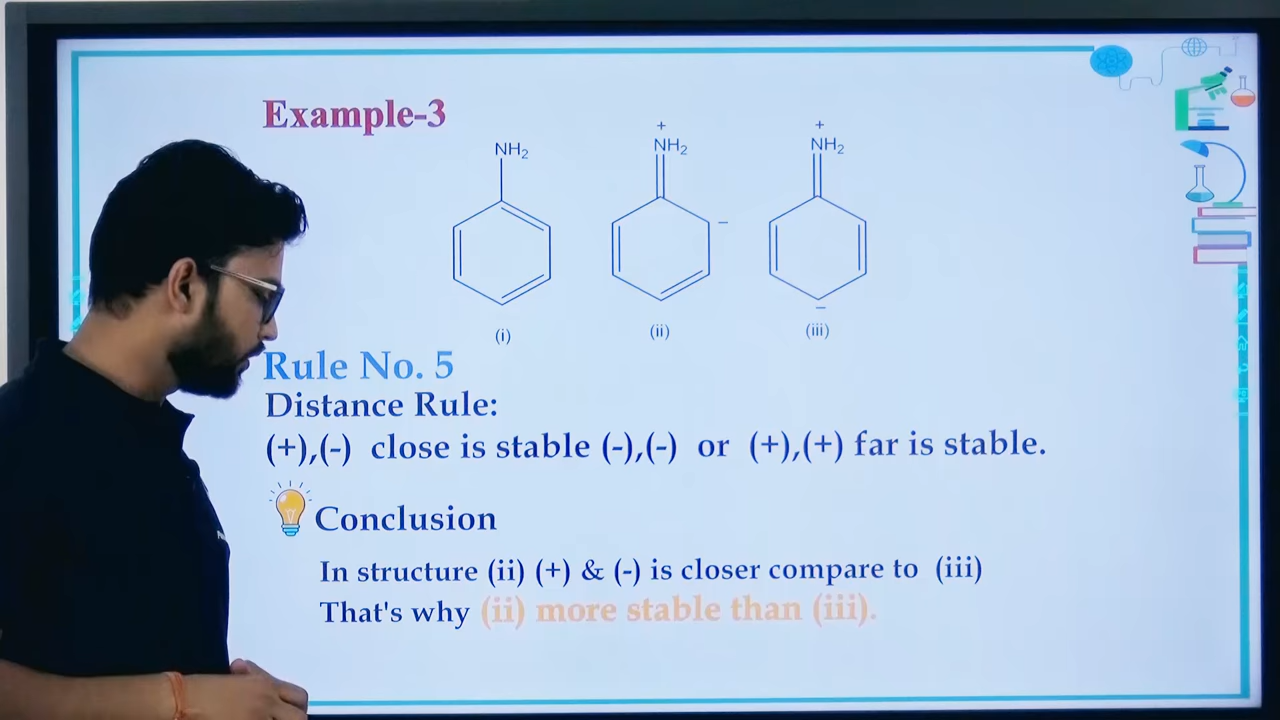 Example-3
NH2
+
NH2
−
+
NH2
−
(i)
(ii)
(iii)
Rule No. 5
Distance Rule:
(+),(-) close is stable (-),(-) or (+),(+) far is stable.
Conclusion
In structure (ii) (+) & (-) is closer compare to (iii)
That's why (ii) more stable than (iii).